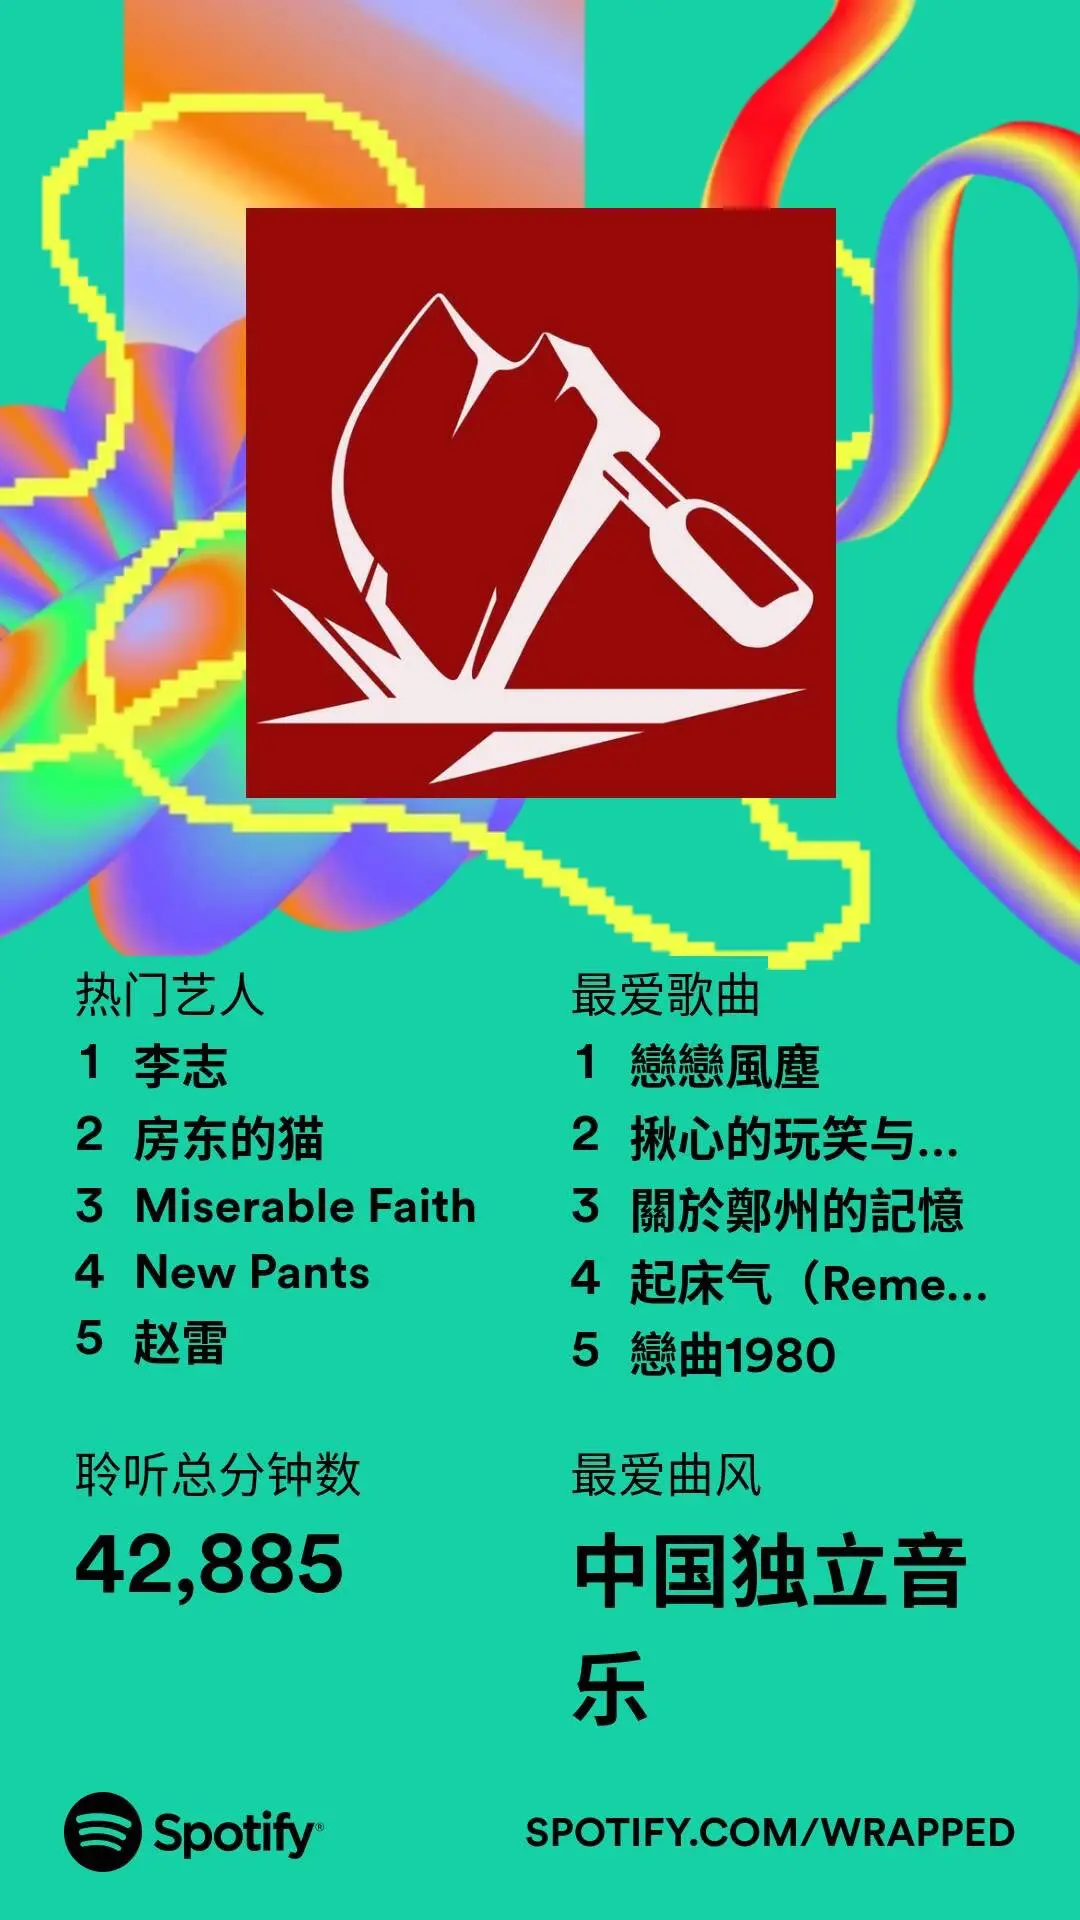 热门艺人
1 李志
2 房东的猫
3 Miserable Faith
4 New Pants
5 赵雷
最爱歌曲
1 戀戀風塵
2 揪心的玩笑与...
3 關於鄭州的記憶
4 起床气（Reme...
5 戀曲1980
聆听总分钟数
42,885
最爱曲风
中国独立音
乐
Spotify®
SPOTIFY.COM/WRAPPED